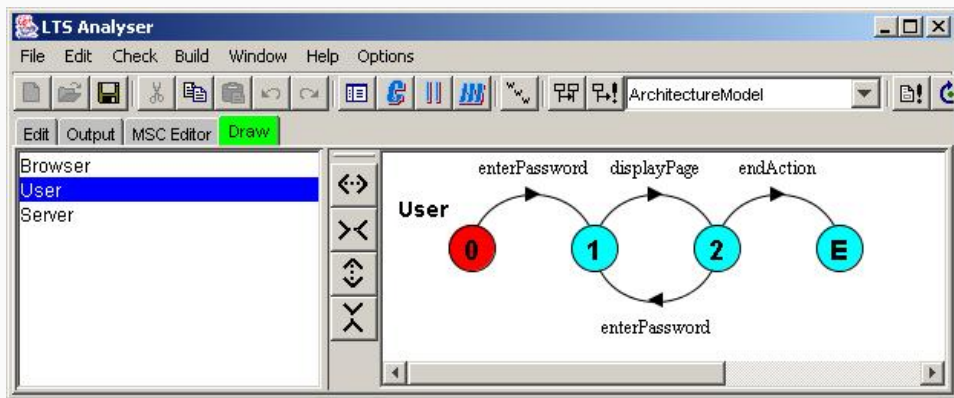 LTS Analyser
File Edit Check Build Window Help Options
ArchitectureModel
Edit Output MSC Editor Draw
Browser
User
Server
enterPassword displayPage endAction
User
0 1 2 E
enterPassword